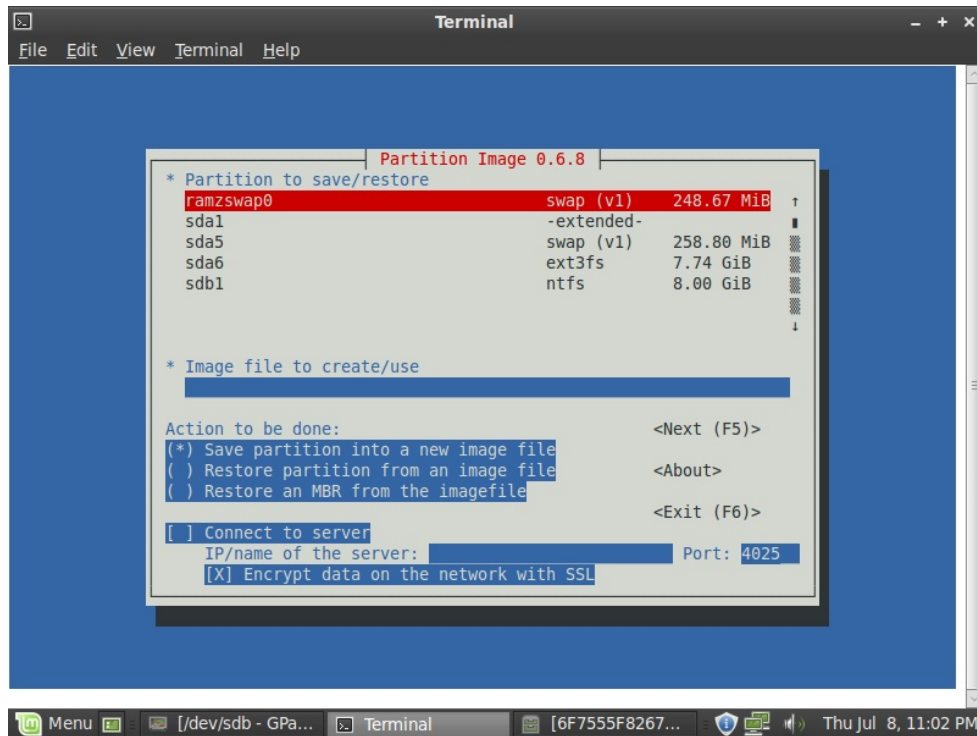 Terminal
File Edit View Terminal Help
Partition Image 0.6.8
* Partition to save/restore
ramzswap0 swap (v1) 248.67 MiB
sda1 -extended-
sda5 swap (v1) 258.80 MiB
sda6 ext3fs 7.74 GiB
sdb1 ntfs 8.00 GiB
* Image file to create/use
Action to be done: <Next (F5)>
(*) Save partition into a new image file
( ) Restore partition from an image file <About>
( ) Restore an MBR from the imagefile
<Exit (F6)>
[ ] Connect to server
IP/name of the server: Port: 4025
[X] Encrypt data on the network with SSL
Menu [/dev/sdb - GPa... Terminal [6F7555F8267... Thu Jul 8, 11:02 PM